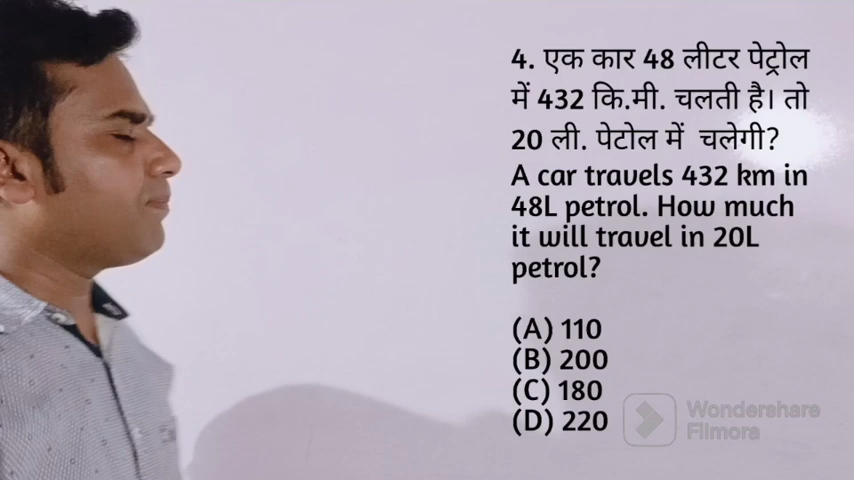 4. एक कार 48 लीटर पेट्रोल
में 432 कि.मी. चलती है। तो
20 ली. पेटोल में चलेगी?
A car travels 432 km in
48L petrol. How much
it will travel in 20L
petrol?
(A) 110
(B) 200
(C) 180
(D) 220
Wondershare
Filmora